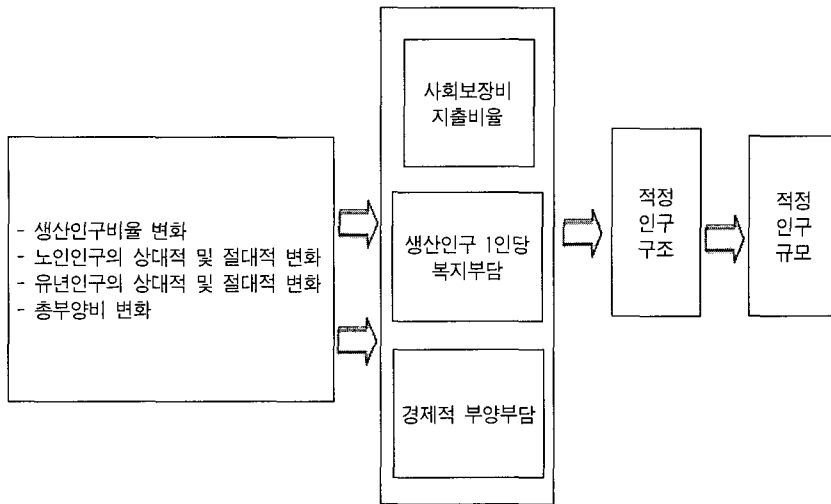 - 생산인구비율 변화
- 노인인구의 상대적 및 절대적 변화
- 유년인구의 상대적 및 절대적 변화
- 총부양비 변화
사회보장비
지출비율
생산인구 1인당
복지부담
경제적 부양부담
적정
인구
구조
적정
인구
규모